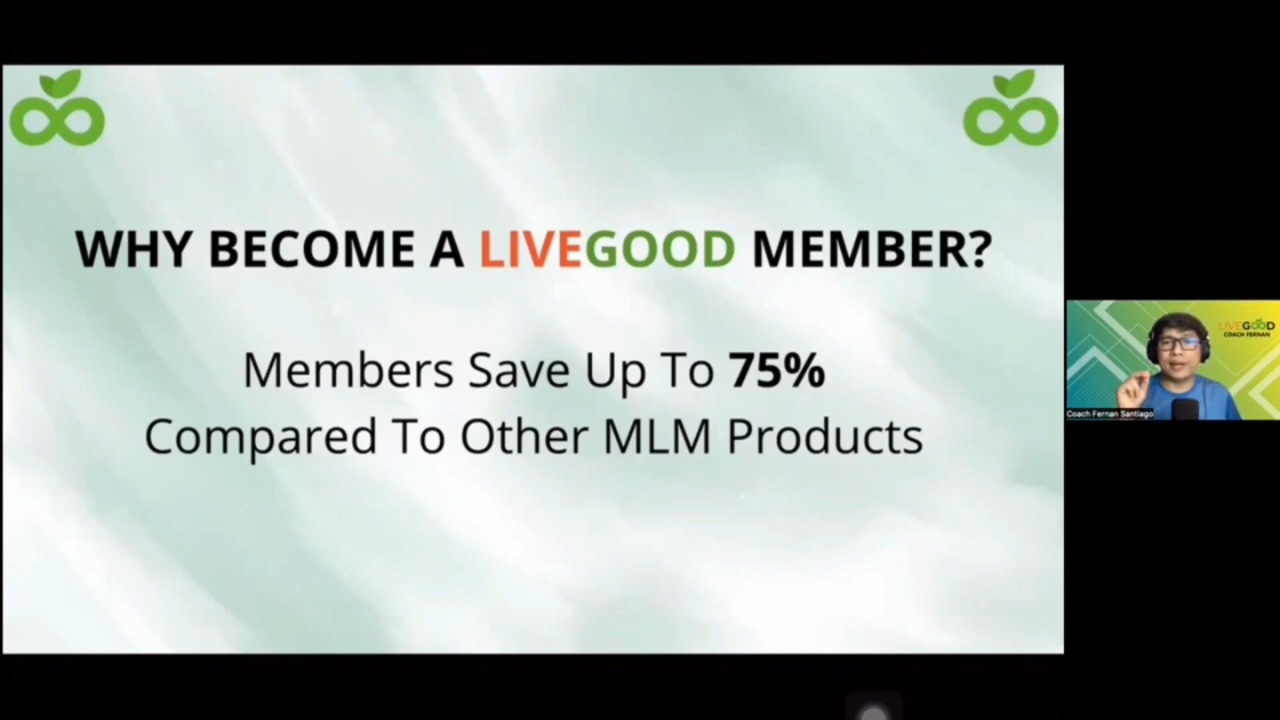 WHY BECOME A LIVEGOOD MEMBER?
Members Save Up To 75%
Compared To Other MLM Products
LIVEGOOD
COACH FERNAN
Coach Fernan Santiago